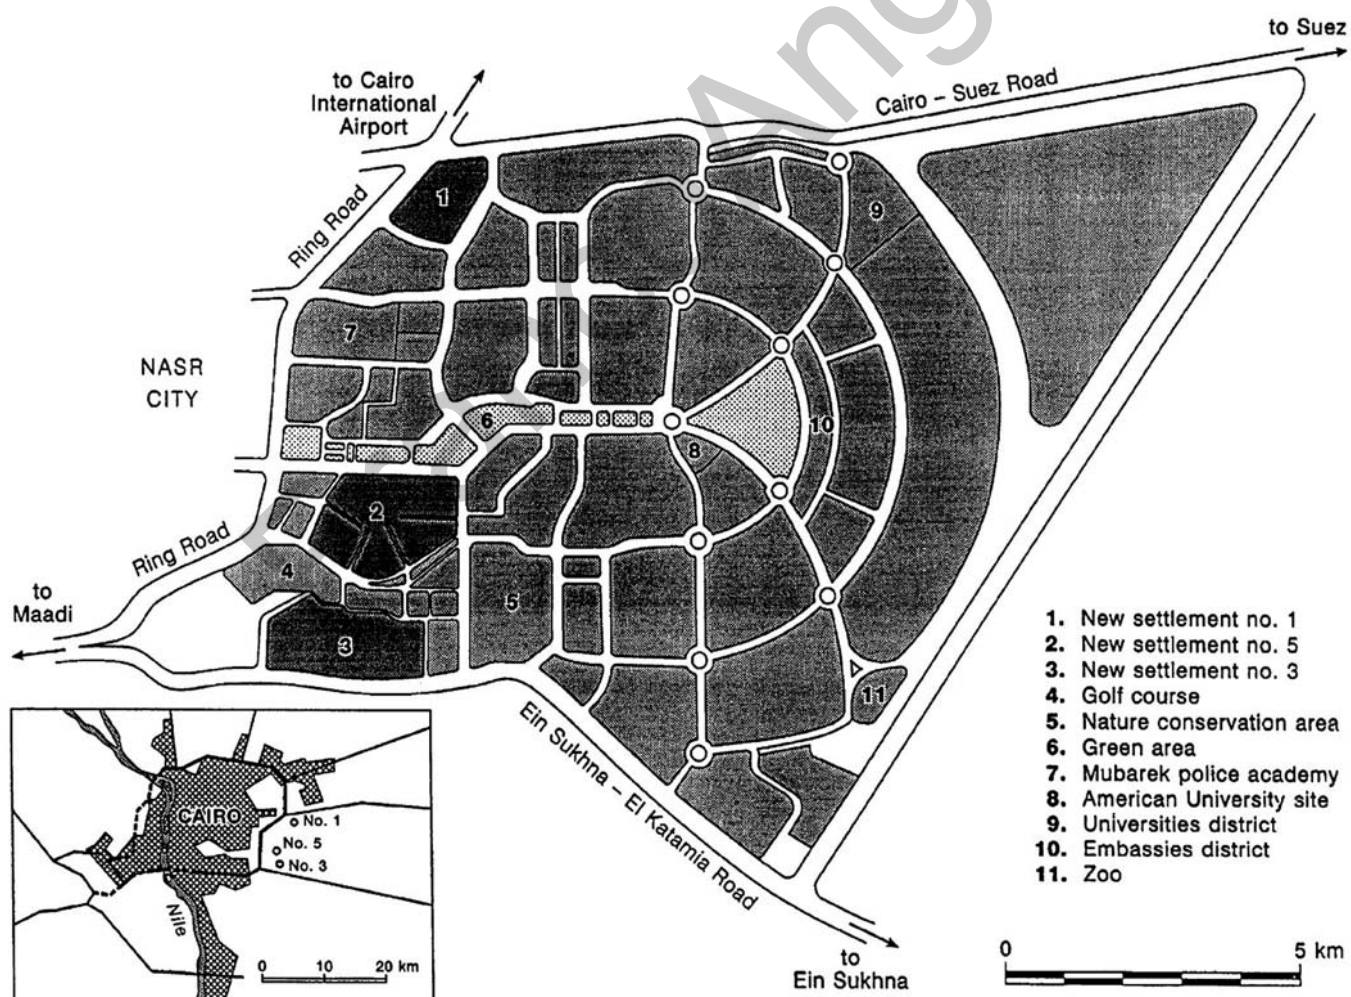 to Suez
to Cairo
International
Airport
Cairo – Suez Road
Ring Road
1
9
7
NASR
CITY
6
10
8
2
Ring Road
4
5
to
Maadi
3
11
1. New settlement no. 1
2. New settlement no. 5
3. New settlement no. 3
4. Golf course
5. Nature conservation area
6. Green area
7. Mubarek police academy
8. American University site
9. Universities district
10. Embassies district
11. Zoo
Ein Sukhna – El Katamia Road
CAIRO
No. 1
No. 5
No. 3
Nile
0 10 20 km
to
Ein Sukhna
0 5 km